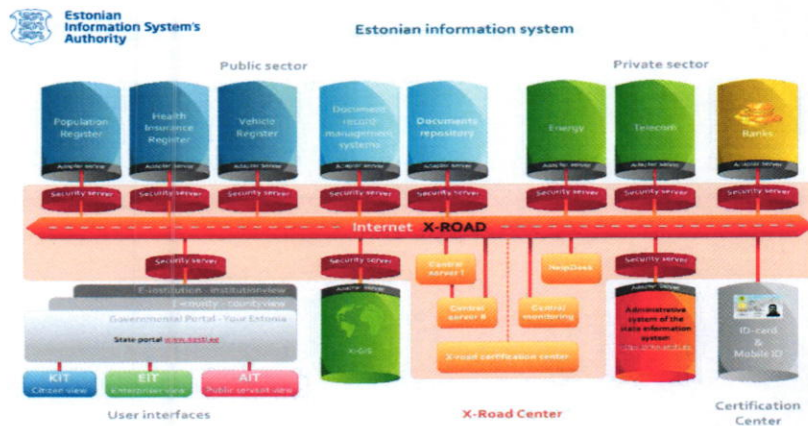 Estonian
Information System's
Authority
Estonian information system
Public sector
Private sector
Population
Register
Health
Insurance
Register
Vehicle
Register
Document
record
management
systems
Documents
repository
Energy
Telecom
Banks
Adapter server
Adapter server
Adapter server
Adapter server
Adapter server
Adapter server
Adapter server
Adapter server
Security server
Security server
Security server
Security server
Security server
Security server
Security server
Security server
Internet X-ROAD
Security server
Security server
Security server
Central
server I
HelpDesk
Central
server II
Central
monitoring
X-road certification center
E-institution - institutionview
E-county - countyview
Governmental Portal - Your Estonia
State portal www.eesti.ee
KIT
Citizen view
EIT
Enterpriser view
AIT
Public servant view
User interfaces
Adapter server
X-GIS
Adapter server
Administrative
system of the
state information
system
X-Road Center
ID-card
&
Mobile ID
Certification
Center